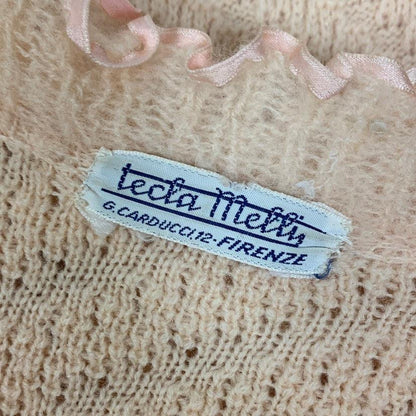 tecla Melli
G. CARDUCCI.12-FIRENZE